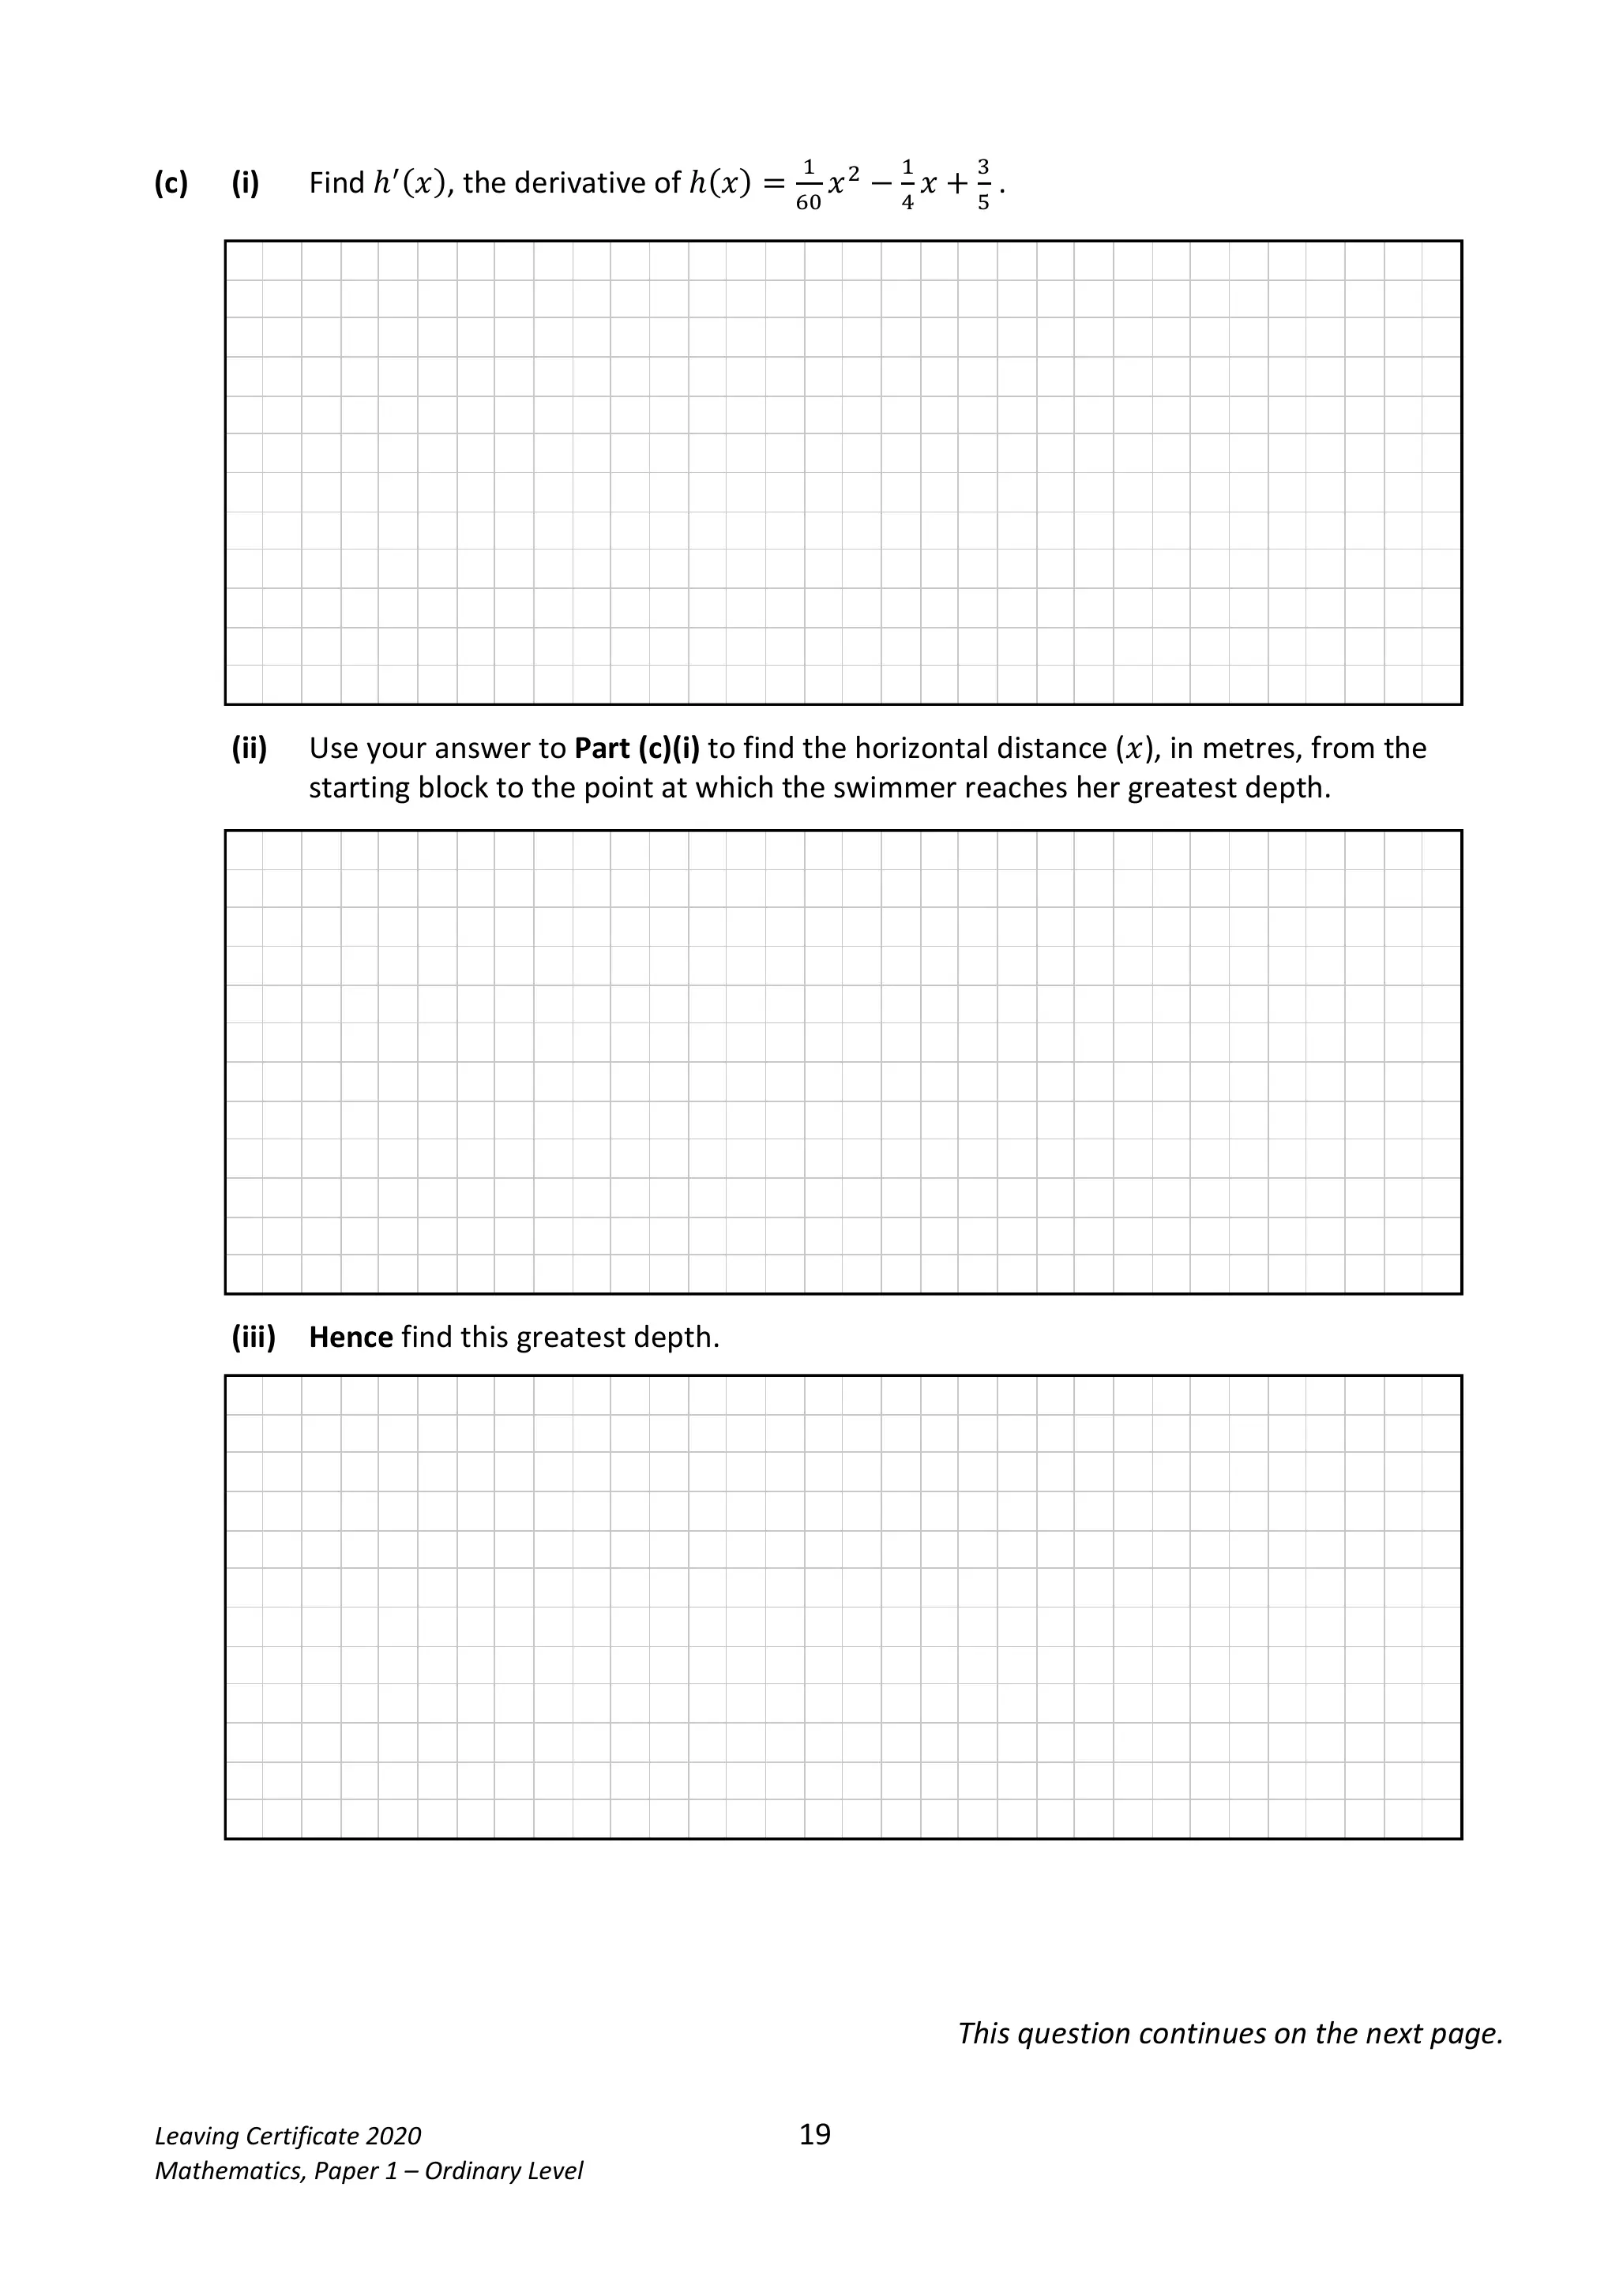 (c) (i) Find ℎ′(𝑥), the derivative of ℎ(𝑥) = 1/60 𝑥² − 1/4 𝑥 + 3/5 .
(ii) Use your answer to Part (c)(i) to find the horizontal distance (𝑥), in metres, from the
starting block to the point at which the swimmer reaches her greatest depth.
(iii) Hence find this greatest depth.
This question continues on the next page.
Leaving Certificate 2020 19
Mathematics, Paper 1 – Ordinary Level